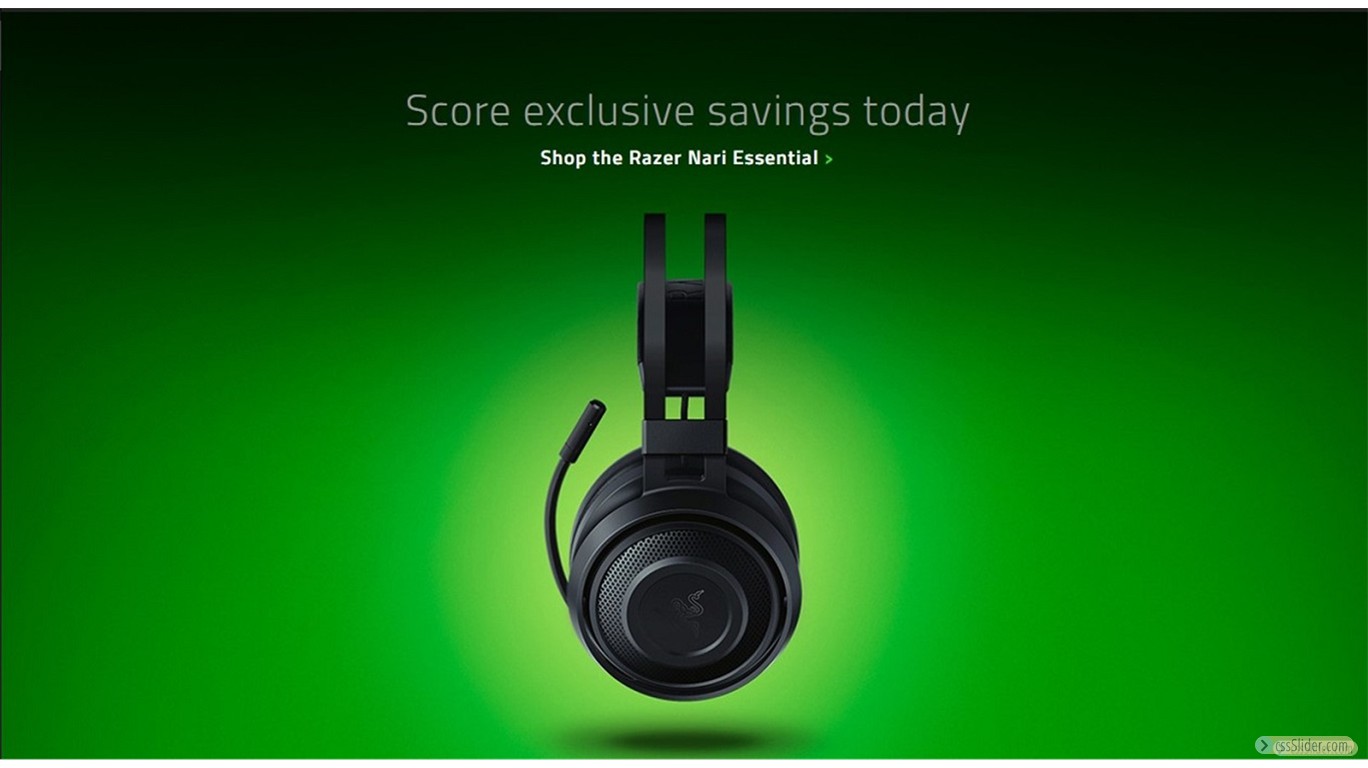 Score exclusive savings today
Shop the Razer Nari Essential >
cssSlider.com